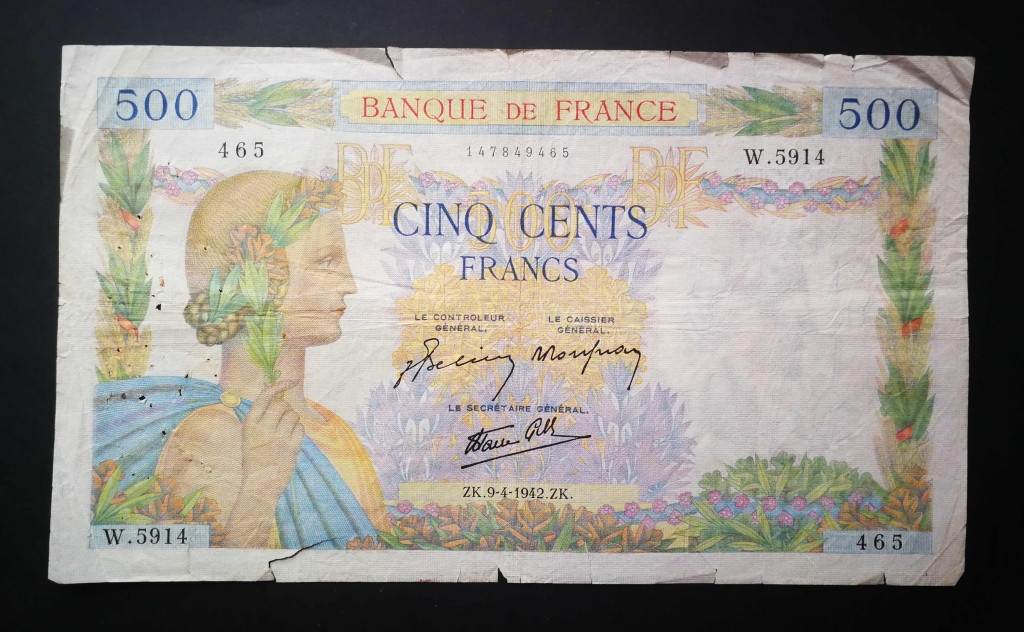 500 BANQUE DE FRANCE 500
465 147849465 W.5914
CINQ CENTS
FRANCS
LE CONTROLEUR
GÉNÉRAL.
LE CAISSIER
GÉNÉRAL.
LE SECRÉTAIRE GÉNÉRAL.
ZK.9-4-1942.ZK.
W.5914 465